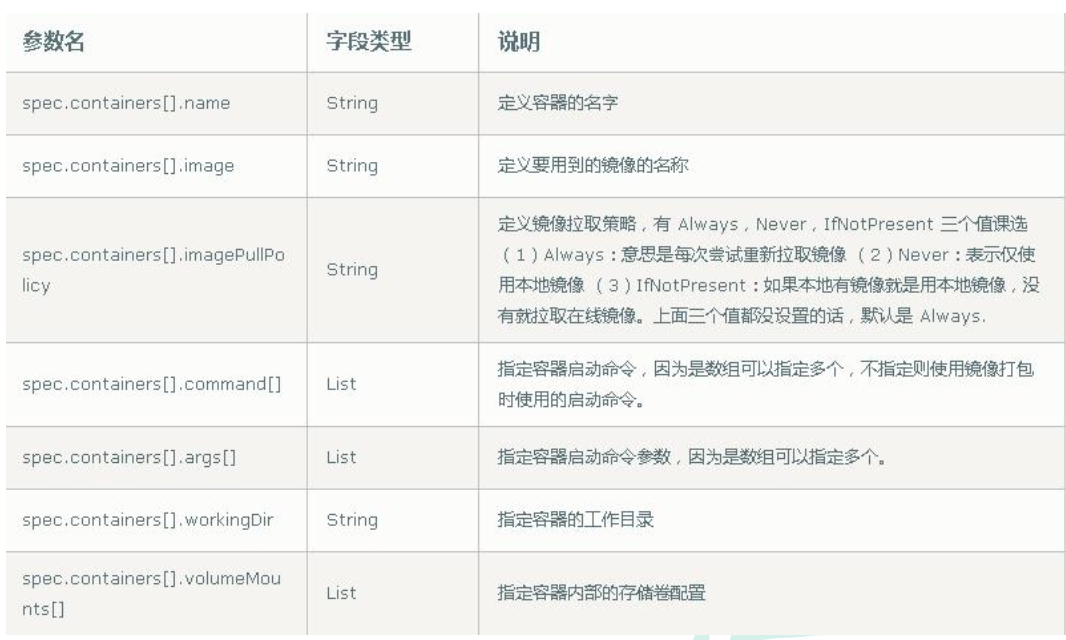 参数名 字段类型 说明
spec.containers[].name String 定义容器的名字
spec.containers[].image String 定义要用到的镜像的名称
spec.containers[].imagePullPo
licy
String
定义镜像拉取策略，有 Always，Never，IfNotPresent 三个值课选
（1）Always：意思是每次尝试重新拉取镜像 （2）Never：表示仅使
用本地镜像 （3）IfNotPresent：如果本地有镜像就是用本地镜像，没
有就拉取在线镜像。上面三个值都没设置的话，默认是 Always.
spec.containers[].command[] List
指定容器启动命令，因为是数组可以指定多个，不指定则使用镜像打包
时使用的启动命令。
spec.containers[].args[] List 指定容器启动命令参数，因为是数组可以指定多个。
spec.containers[].workingDir String 指定容器的工作目录
spec.containers[].volumeMou
nts[]
List
指定容器内部的存储卷配置